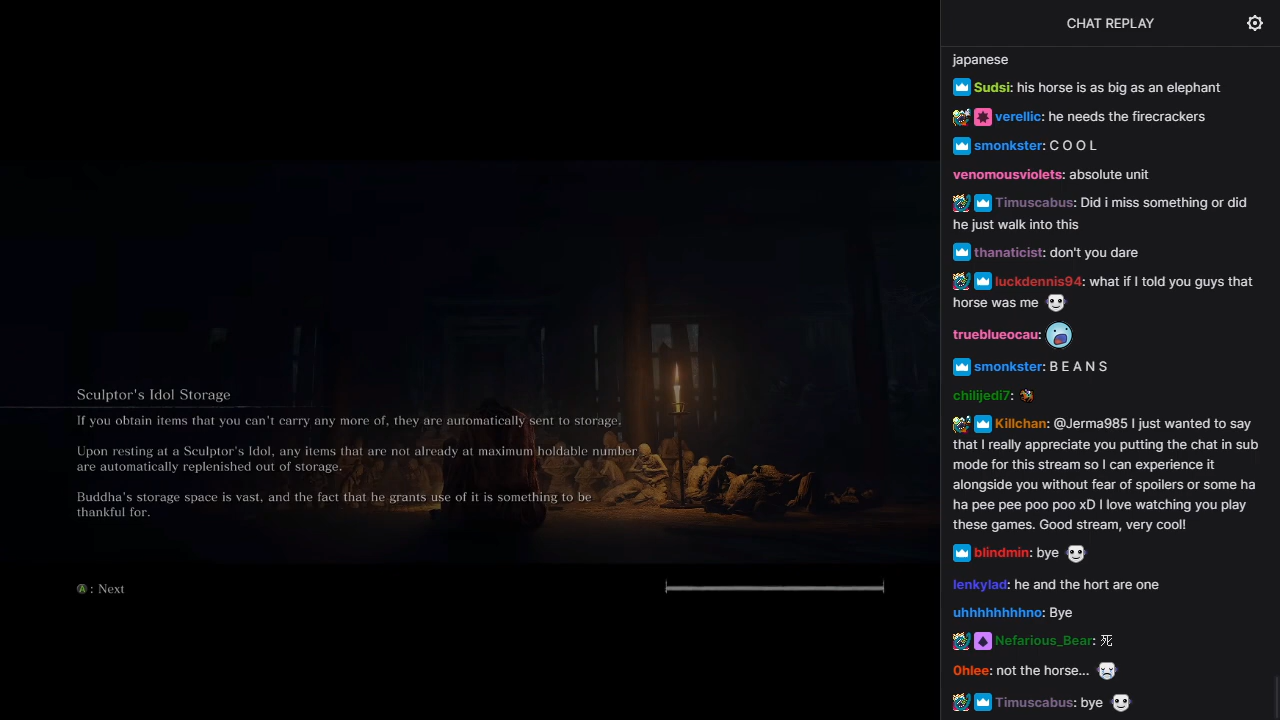 Sculptor's Idol Storage
If you obtain items that you can't carry any more of, they are automatically sent to storage.
Upon resting at a Sculptor's Idol, any items that are not already at maximum holdable number
are automatically replenished out of storage.
Buddha's storage space is vast, and the fact that he grants use of it is something to be
thankful for.
A : Next
CHAT REPLAY
japanese
Sudsi: his horse is as big as an elephant
verellic: he needs the firecrackers
smonkster: C O O L
venomousviolets: absolute unit
Timuscabus: Did i miss something or did
he just walk into this
thanaticist: don't you dare
luckdennis94: what if I told you guys that
horse was me
trueblueocau:
smonkster: B E A N S
chilijedi7:
Killchan: @Jerma985 I just wanted to say
that I really appreciate you putting the chat in sub
mode for this stream so I can experience it
alongside you without fear of spoilers or some ha
ha pee pee poo poo xD I love watching you play
these games. Good stream, very cool!
blindmin: bye
lenkylad: he and the hort are one
uhhhhhhhhno: Bye
Nefarious_Bear: 死
0hlee: not the horse...
Timuscabus: bye